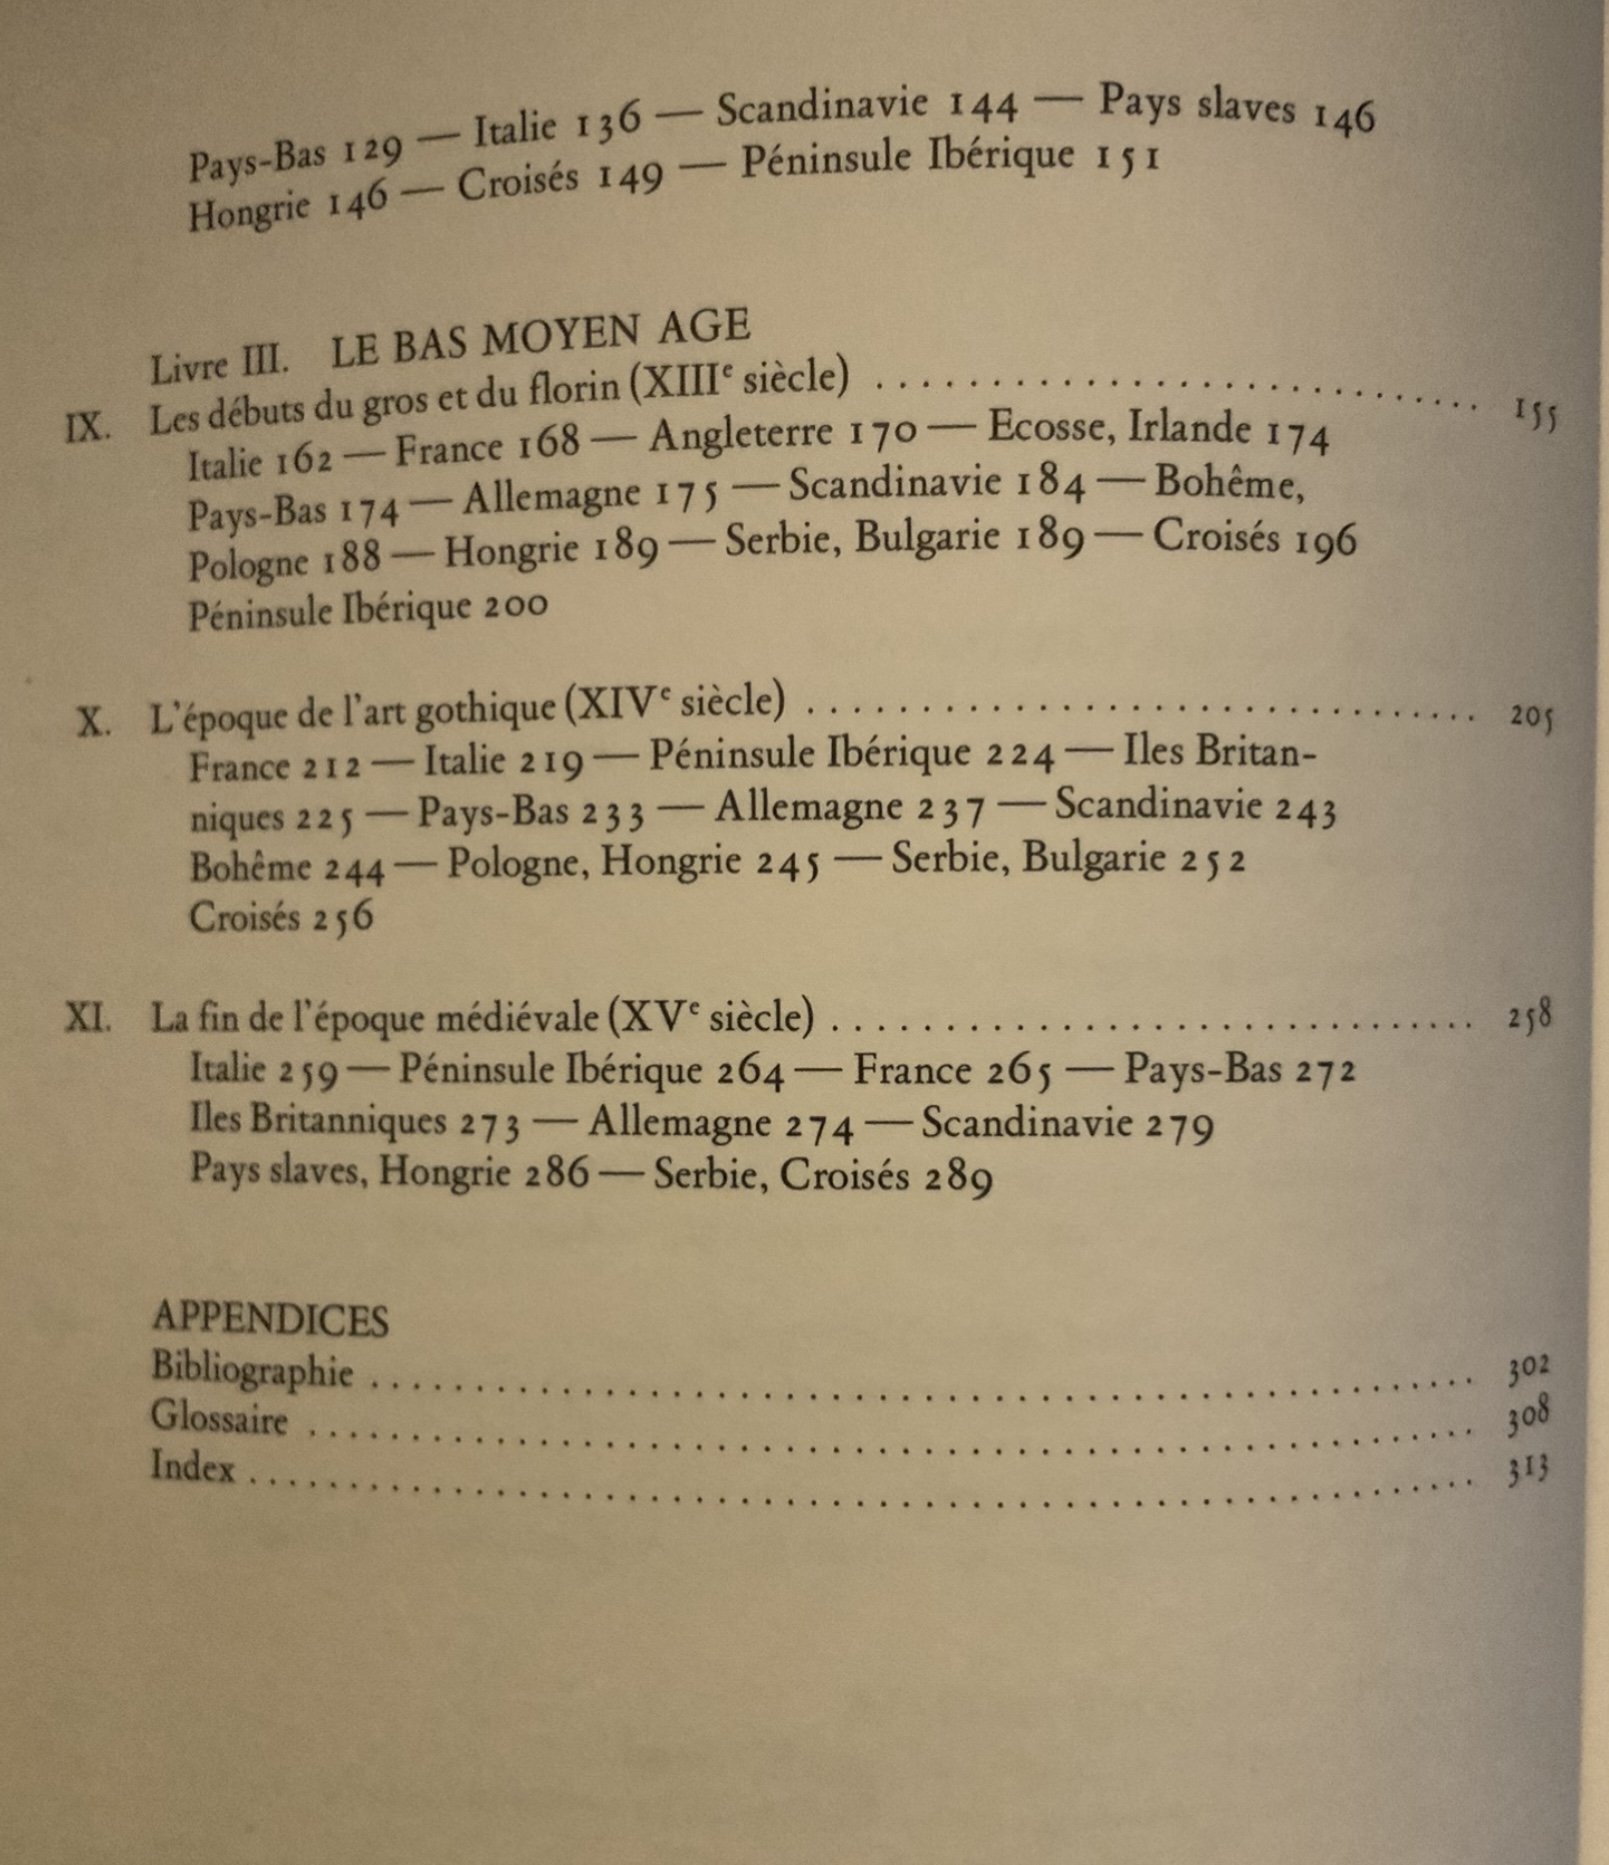 Pays-Bas 129 — Italie 136 — Scandinavie 144 — Pays slaves 146
Hongrie 146 — Croisés 149 — Péninsule Ibérique 151
Livre III. LE BAS MOYEN AGE
IX. Les débuts du gros et du florin (XIIIe siècle) . . . . . . . . . . . . . . . . . . . . . . . . . . 155
Italie 162 — France 168 — Angleterre 170 — Ecosse, Irlande 174
Pays-Bas 174 — Allemagne 175 — Scandinavie 184 — Bohême,
Pologne 188 — Hongrie 189 — Serbie, Bulgarie 189 — Croisés 196
Péninsule Ibérique 200
X. L'époque de l'art gothique (XIVe siècle) . . . . . . . . . . . . . . . . . . . . . . . . . . . . . 205
France 212 — Italie 219 — Péninsule Ibérique 224 — Iles Britan-
niques 225 — Pays-Bas 233 — Allemagne 237 — Scandinavie 243
Bohême 244 — Pologne, Hongrie 245 — Serbie, Bulgarie 252
Croisés 256
XI. La fin de l'époque médiévale (XVe siècle) . . . . . . . . . . . . . . . . . . . . . . . . . . . . 258
Italie 259 — Péninsule Ibérique 264 — France 265 — Pays-Bas 272
Iles Britanniques 273 — Allemagne 274 — Scandinavie 279
Pays slaves, Hongrie 286 — Serbie, Croisés 289
APPENDICES
Bibliographie . . . . . . . . . . . . . . . . . . . . . . . . . . . . . . . . . . . . . . . . . . . . . . . 302
Glossaire . . . . . . . . . . . . . . . . . . . . . . . . . . . . . . . . . . . . . . . . . . . . . . . . . . 308
Index . . . . . . . . . . . . . . . . . . . . . . . . . . . . . . . . . . . . . . . . . . . . . . . . . . . . . 313